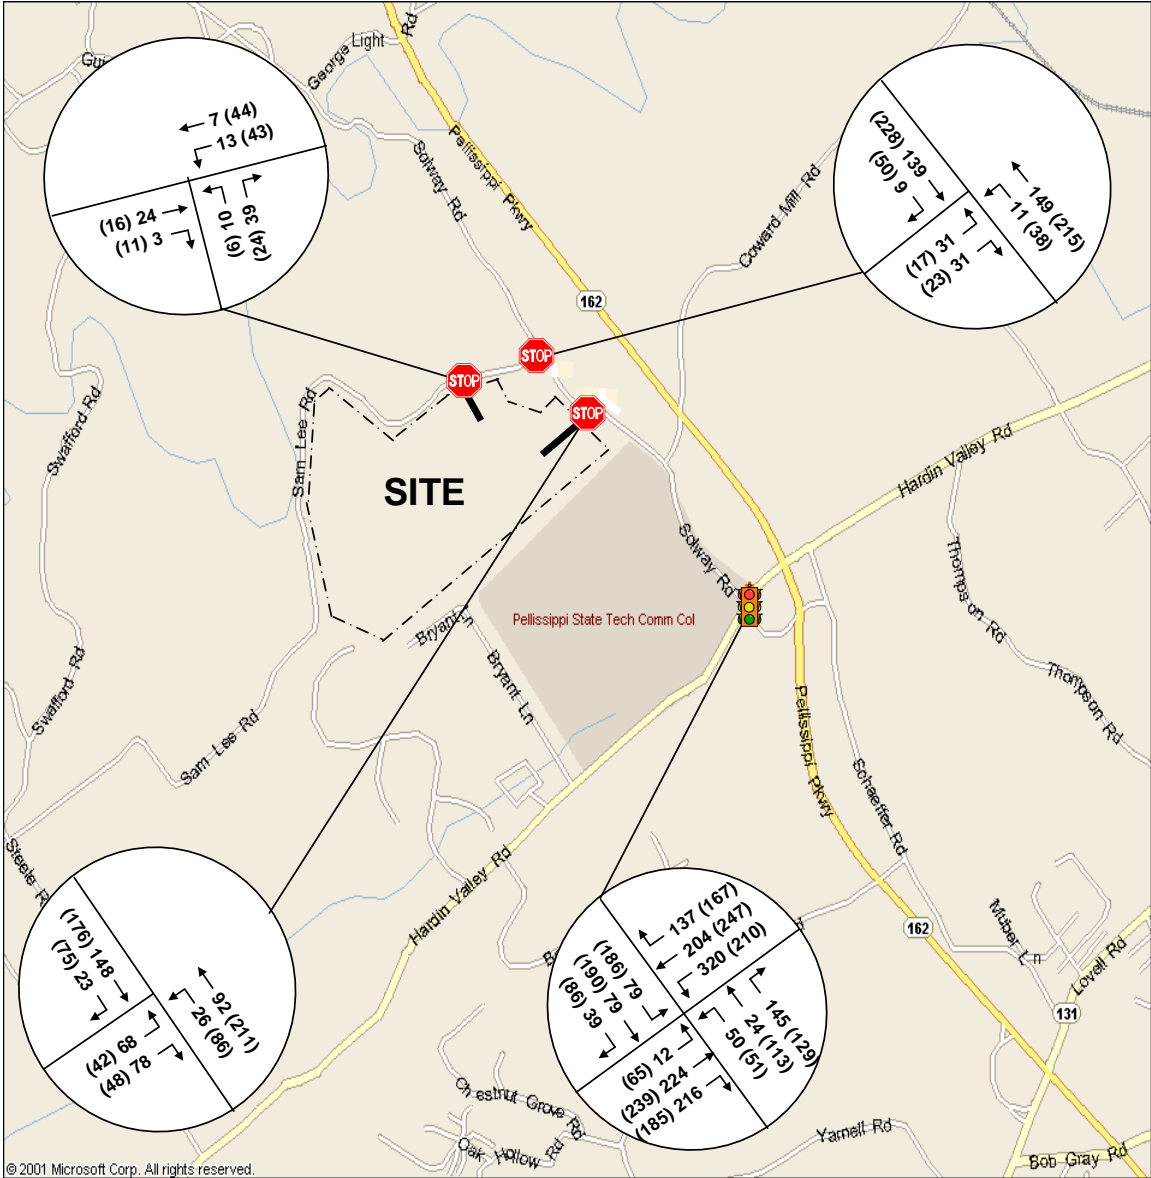 Gui
George Light Rd
Solway Rd
Pellissippi Pkwy
Coward Mill Rd
7 (44)
13 (43)
(16) 24
(11) 3
(6) 10
(24) 39
(228) 139
(50) 9
149 (215)
11 (38)
(17) 31
(23) 31
162
STOP
STOP
STOP
Swafford Rd
Sam Lee Rd
SITE
Hardin Valley Rd
Solway Rd
Thompson Rd
Thompson Rd
Pellissippi State Tech Comm Col
Bryant Ln
Bryant Ln
Swafford Rd
Sam Lee Rd
Pellissippi Pkwy
Schaeffer Rd
Steele R
Hardin Valley Rd
(176) 148
(75) 23
92 (211)
26 (86)
(42) 68
(48) 78
137 (167)
204 (247)
320 (210)
(186) 79
(190) 79
(86) 39
145 (129)
24 (113)
50 (51)
(65) 12
(239) 224
(185) 216
B
d
162
Lovell Rd
131
Chestnut Grove Rd
Oak Hollow Rd
Yarnell Rd
Bob Gray Rd
© 2001 Microsoft Corp. All rights reserved.